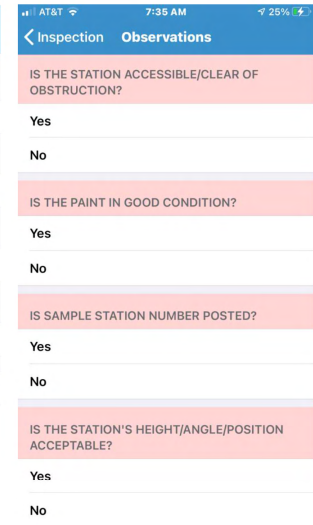 AT&T 7:35 AM 25%
Inspection Observations
IS THE STATION ACCESSIBLE/CLEAR OF
OBSTRUCTION?
Yes
No
IS THE PAINT IN GOOD CONDITION?
Yes
No
IS SAMPLE STATION NUMBER POSTED?
Yes
No
IS THE STATION'S HEIGHT/ANGLE/POSITION
ACCEPTABLE?
Yes
No